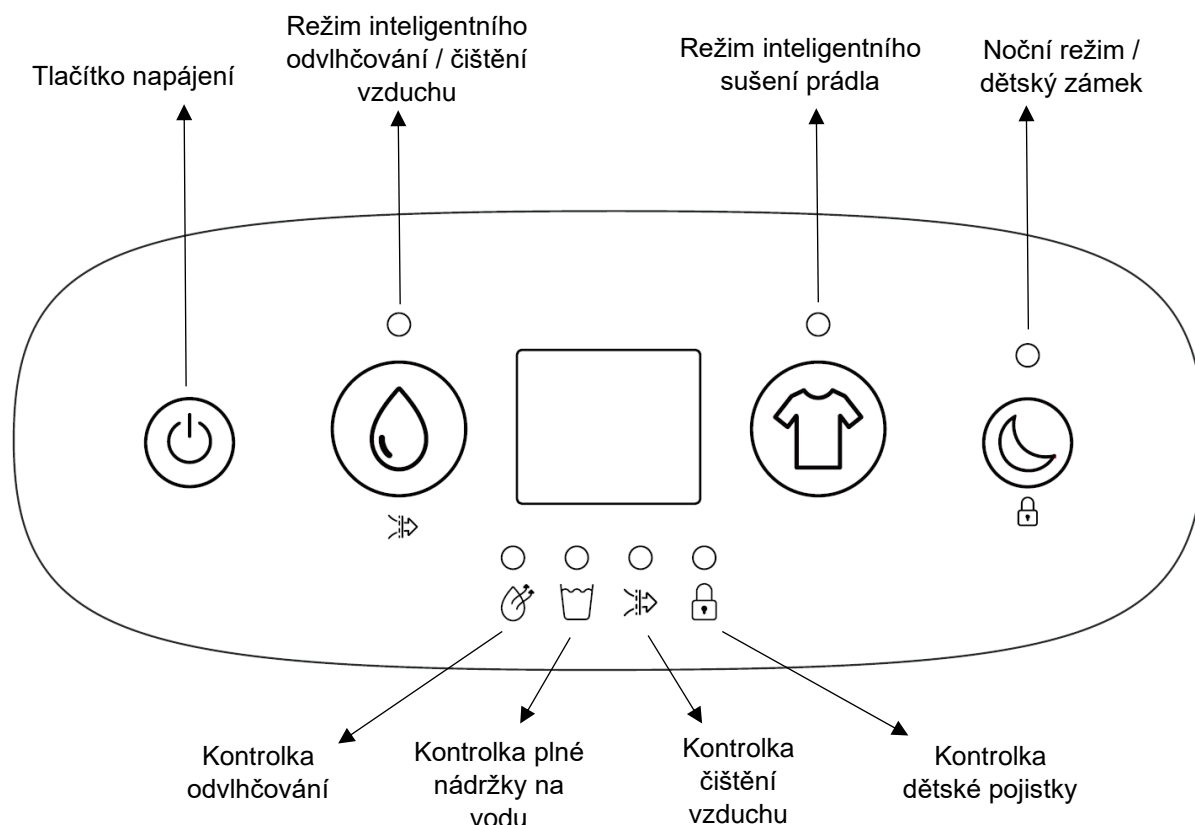 Tlačítko napájení
Režim inteligentního
odvlhčování / čištění
vzduchu
Režim inteligentního
sušení prádla
Noční režim /
dětský zámek
Kontrolka
odvlhčování
Kontrolka plné
nádržky na
vodu
Kontrolka
čištění
vzduchu
Kontrolka
dětské pojistky